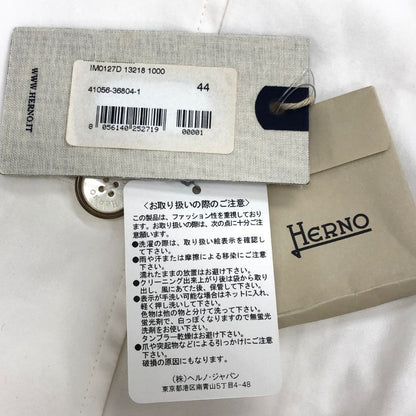 WWW.HERNO.IT
IM0127D 13218 1000
41056-36804-1
44
8 056140 252719
00001
HERNO
<お取り扱いの際のご注意>
この製品は、ファッション性を重視しております。
お取り扱いの際は、次の点に十分ご注意下さい。
●洗濯の際は、取り扱い絵表示を確認して下さい。
●雨や汗または摩擦による移染にご注意下さい。
濡れたままの放置はお避け下さい。
●クリーニング出来上がり後は袋から取り出し、風にあてた後、保管して下さい。
●表示が手洗い可能な場合はネットに入れ、軽く押し洗いして下さい。
色物は他の物と分けて洗って下さい。
蛍光剤で、白っぽくなりますので無蛍光洗剤をお使い下さい。
タンブラー乾燥はお避け下さい。
●爪や突起物などによる引っかけにご注意下さい。
破損の原因にもなります。
(株)ヘルノ・ジャパン
東京都港区南青山5丁目4-48